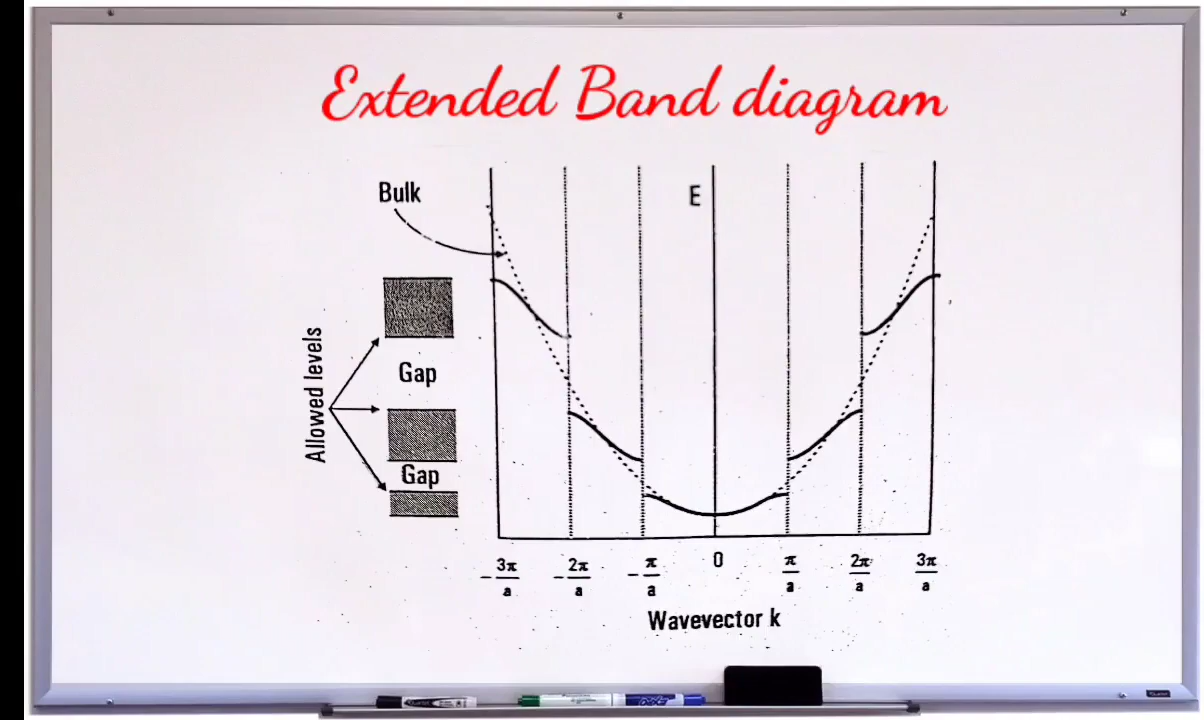 Extended Band diagram
Bulk
E
Allowed levels
Gap
Gap
-3π/a
-2π/a
-π/a
0
π/a
2π/a
3π/a
Wavevector k